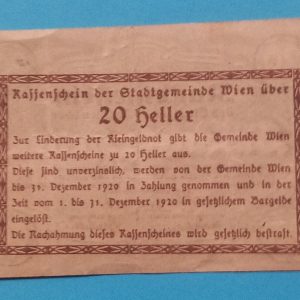 Kassenschein der Stadtgemeinde Wien über
20 Heller
Zur Linderung der Kleingeldnot gibt die Gemeinde Wien
weitere Kassenscheine zu 20 Heller aus.
Diese sind unverzinslich, werden von der Gemeinde Wien
bis 31. Dezember 1920 in Zahlung genommen und in der
Zeit vom 1. bis 31. Dezember 1920 in gesetzlichem Bargelde
eingelöst.
Die Nachahmung dieses Kassenscheines wird gesetzlich bestraft.